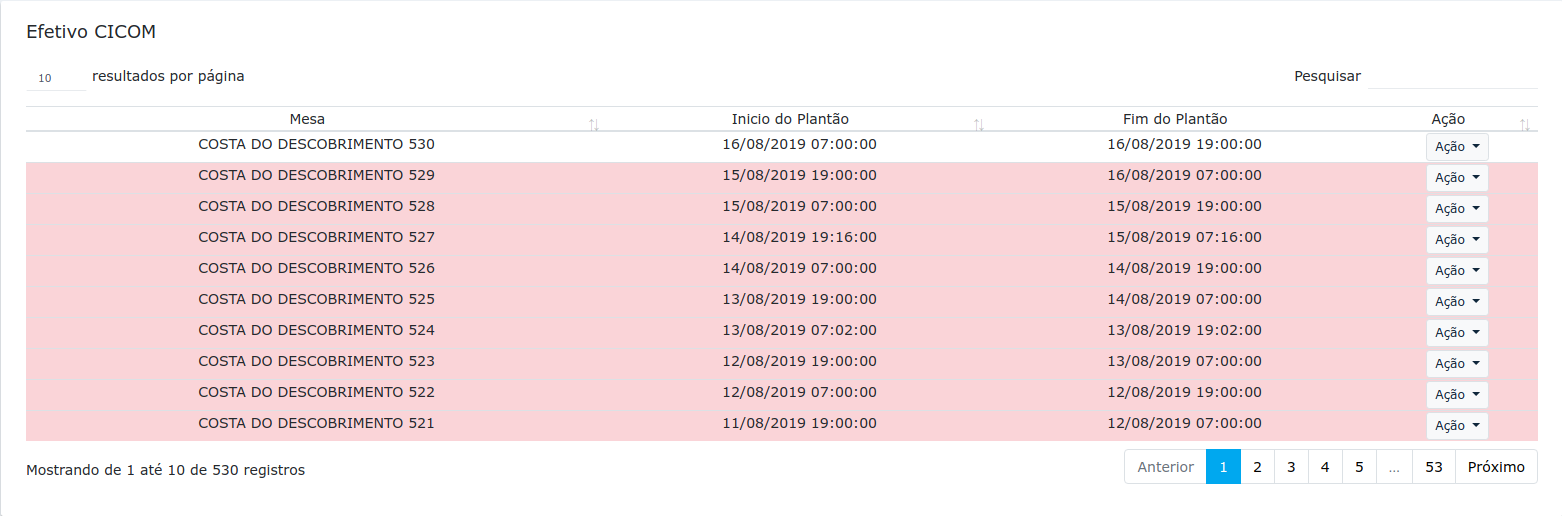 Efetivo CICOM
10 resultados por página Pesquisar
Mesa Inicio do Plantão Fim do Plantão Ação
COSTA DO DESCOBRIMENTO 530 16/08/2019 07:00:00 16/08/2019 19:00:00 Ação
COSTA DO DESCOBRIMENTO 529 15/08/2019 19:00:00 16/08/2019 07:00:00 Ação
COSTA DO DESCOBRIMENTO 528 15/08/2019 07:00:00 15/08/2019 19:00:00 Ação
COSTA DO DESCOBRIMENTO 527 14/08/2019 19:16:00 15/08/2019 07:16:00 Ação
COSTA DO DESCOBRIMENTO 526 14/08/2019 07:00:00 14/08/2019 19:00:00 Ação
COSTA DO DESCOBRIMENTO 525 13/08/2019 19:00:00 14/08/2019 07:00:00 Ação
COSTA DO DESCOBRIMENTO 524 13/08/2019 07:02:00 13/08/2019 19:02:00 Ação
COSTA DO DESCOBRIMENTO 523 12/08/2019 19:00:00 13/08/2019 07:00:00 Ação
COSTA DO DESCOBRIMENTO 522 12/08/2019 07:00:00 12/08/2019 19:00:00 Ação
COSTA DO DESCOBRIMENTO 521 11/08/2019 19:00:00 12/08/2019 07:00:00 Ação
Mostrando de 1 até 10 de 530 registros Anterior 1 2 3 4 5 ... 53 Próximo